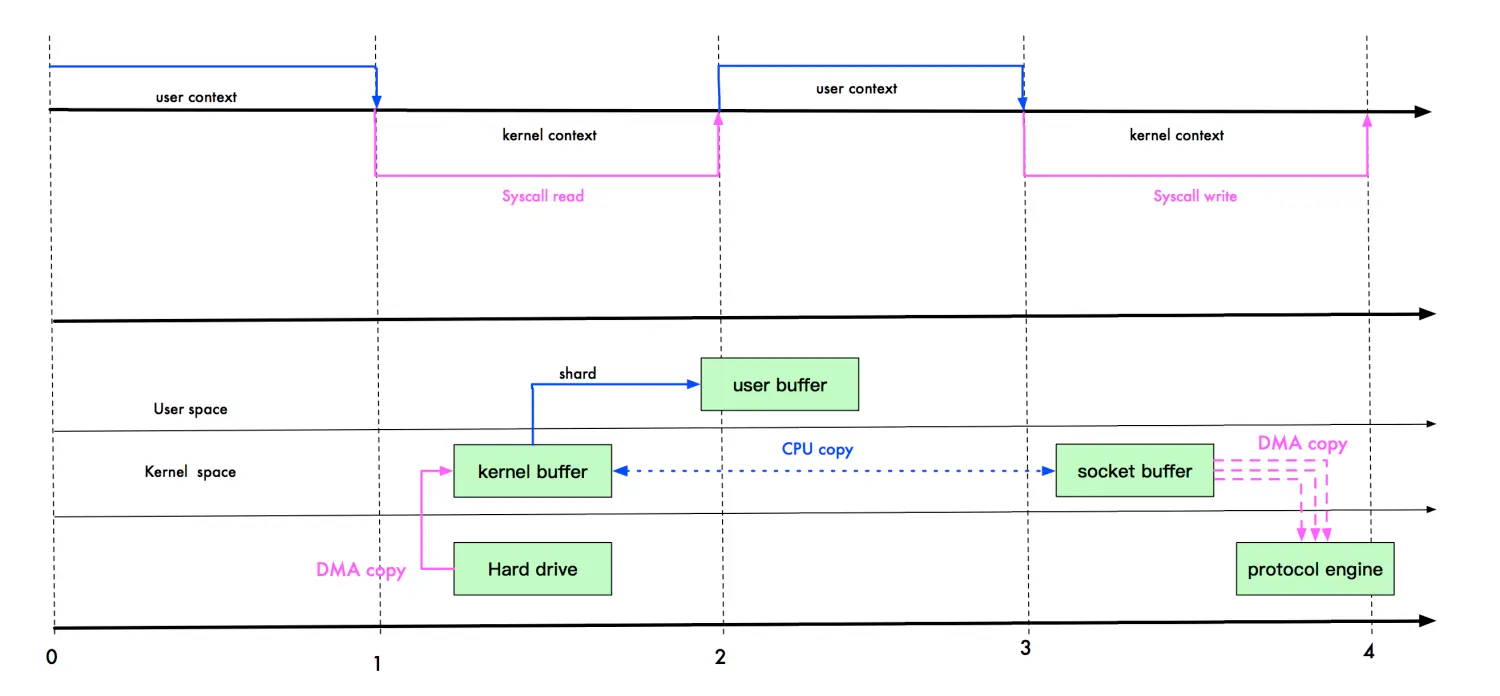 user context
user context
kernel context
kernel context
Syscall read
Syscall write
shard
user buffer
User space
CPU copy
DMA copy
Kernel space
kernel buffer
socket buffer
DMA copy
Hard drive
protocol engine
0
1
2
3
4